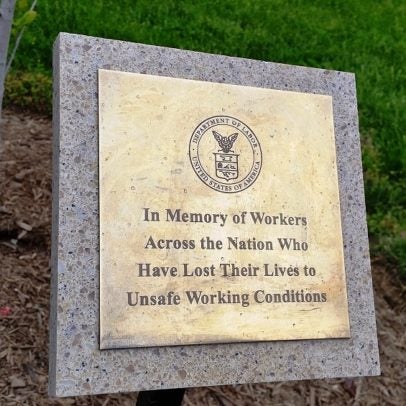 DEPARTMENT OF LABOR
UNITED STATES OF AMERICA
In Memory of Workers
Across the Nation Who
Have Lost Their Lives to
Unsafe Working Conditions